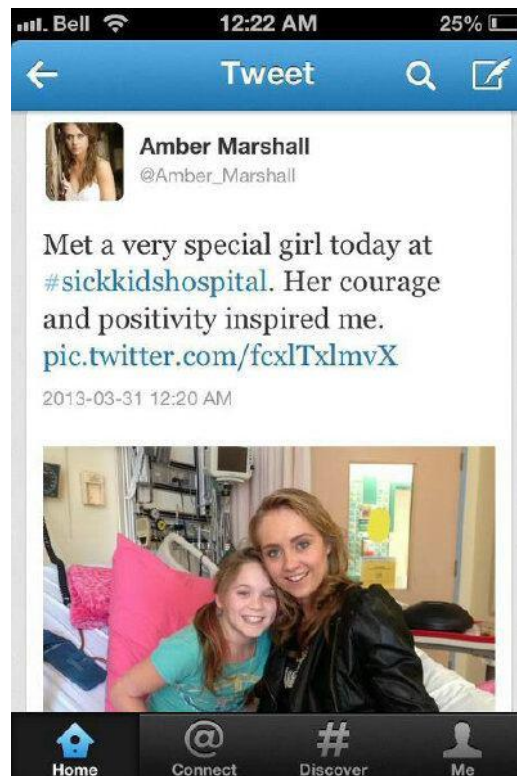 Bell 12:22 AM 25%
Tweet
Amber Marshall
@Amber_Marshall
Met a very special girl today at
#sickkidshospital. Her courage
and positivity inspired me.
pic.twitter.com/fcxlTxlmvX
2013-03-31 12:20 AM
Home Connect Discover Me